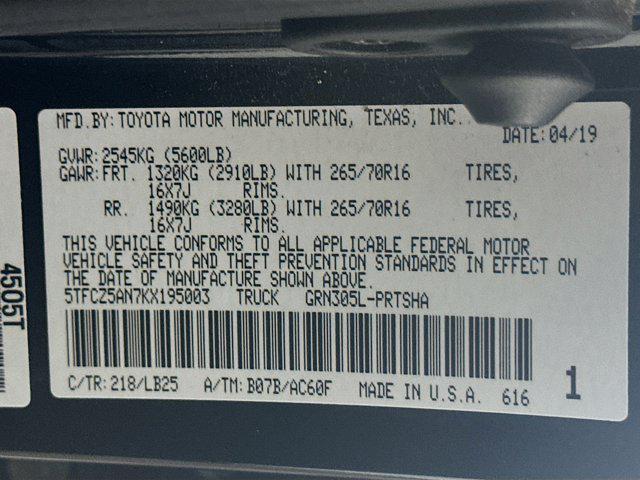 MFD.BY:TOYOTA MOTOR MANUFACTURING, TEXAS, INC.
DATE:04/19
GVWR:2545KG (5600LB)
GAWR:FRT. 1320KG (2910LB) WITH 265/70R16 TIRES,
16X7J RIMS.
RR. 1490KG (3280LB) WITH 265/70R16 TIRES,
16X7J RIMS.
THIS VEHICLE CONFORMS TO ALL APPLICABLE FEDERAL MOTOR
VEHICLE SAFETY AND THEFT PREVENTION STANDARDS IN EFFECT ON
THE DATE OF MANUFACTURE SHOWN ABOVE.
5TFCZ5AN7KX195003 TRUCK GRN305L-PRTSHA
C/TR:218/LB25 A/TM:B07B/AC60F MADE IN U.S.A. 616
1
4505T